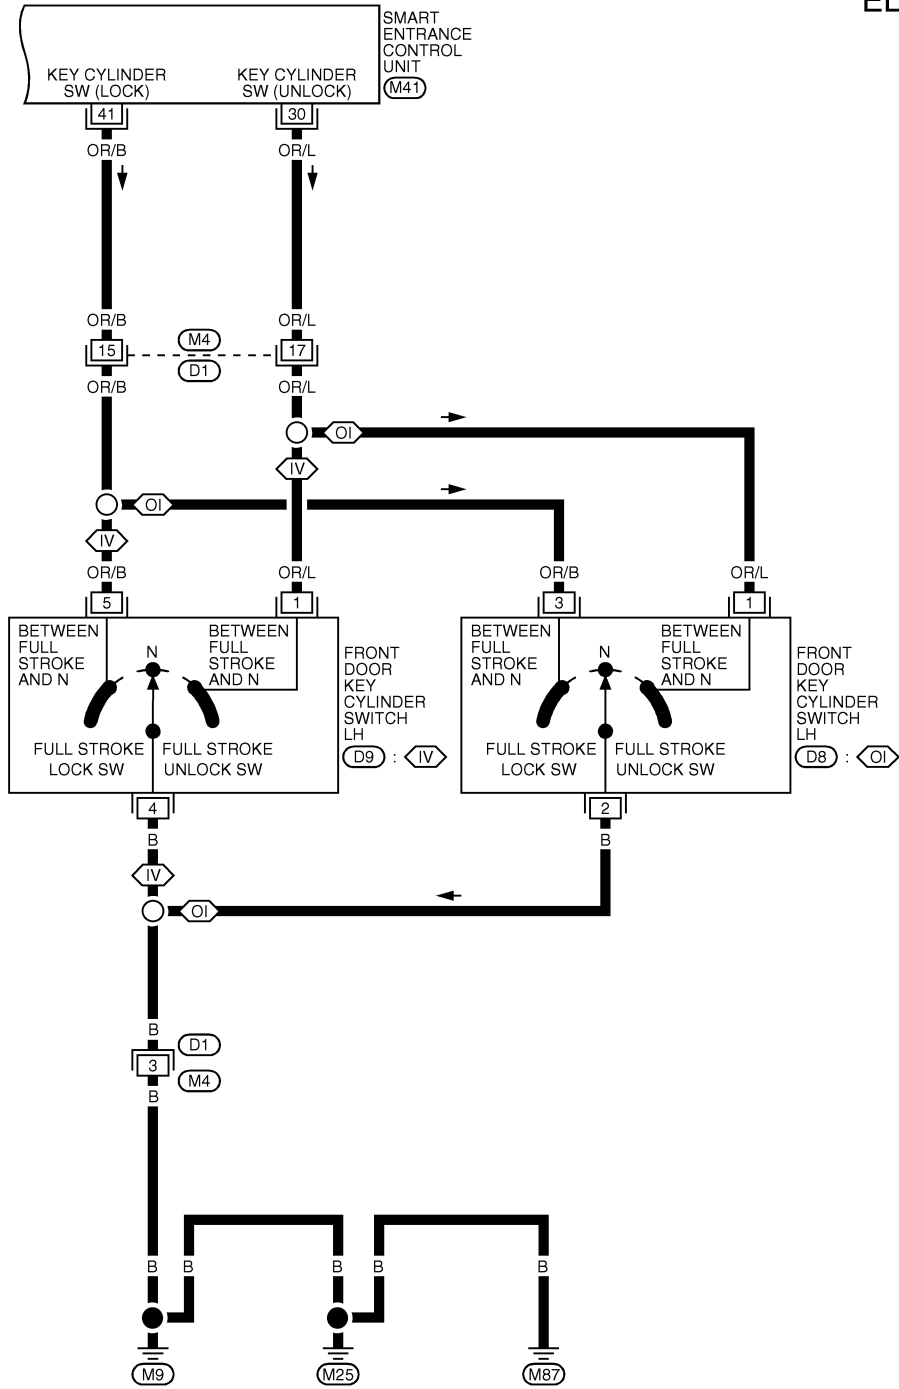 EL
SMART
ENTRANCE
CONTROL
UNIT
M41
KEY CYLINDER
SW (LOCK)
KEY CYLINDER
SW (UNLOCK)
41
30
OR/B
OR/L
OR/B
OR/L
15
M4
D1
17
OR/B
OR/L
OI
IV
OI
IV
OR/B
OR/L
OR/B
OR/L
5
1
3
1
BETWEEN
FULL
STROKE
AND N
N
BETWEEN
FULL
STROKE
AND N
FULL STROKE
LOCK SW
FULL STROKE
UNLOCK SW
FRONT
DOOR
KEY
CYLINDER
SWITCH
LH
D9 : IV
BETWEEN
FULL
STROKE
AND N
N
BETWEEN
FULL
STROKE
AND N
FULL STROKE
LOCK SW
FULL STROKE
UNLOCK SW
FRONT
DOOR
KEY
CYLINDER
SWITCH
LH
D8 : OI
4
2
B
B
IV
OI
B
D1
3
M4
B
B B B B B
M9 M25 M87